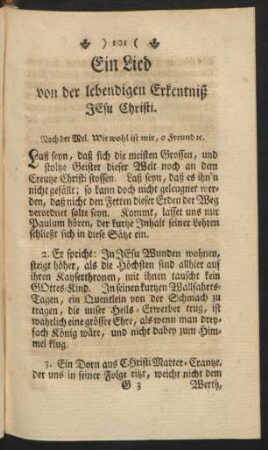 ) 101 (
Ein Lied
von der lebendigen Erkentniß
JEsu Christi.
Nach der Mel. Wie wohl ist mir, o Freund ꝛc.
Laß seyn, daß sich die meisten Grossen, und
stoltze Geister dieser Welt noch an dem
Creutze Christi stossen. Laß seyn, daß es ihn'n
nicht gefällt; so kann doch nicht geleugnet wer-
den, daß nicht den Fetten dieser Erden der Weg
verordnet solte seyn. Kommt, lasset uns nur
Paulum hören, der kurtze Inhalt seiner Lehren
schließt sich in diese Sätze ein.
2. Er spricht: In JEsu Wunden wohnen,
steigt höher, als die Höchsten sind allhier auf
ihren Kayserthronen, mit ihnen tauscht kein
GOttes-Kind. In seinen kurtzen Wallfahrts-
Tagen, ein Quentlein von der Schmach zu
tragen, die unser Heils-Erwerber trug, ist
wahrlich eine grössre Ehre, als wenn man drey-
fach König wäre, und nicht dabey zum Him-
mel klug.
3. Ein Dorn aus CHristi Marter-Crantze,
der uns in seiner Folge ritzt, weicht nicht dem
G 3 Werth,